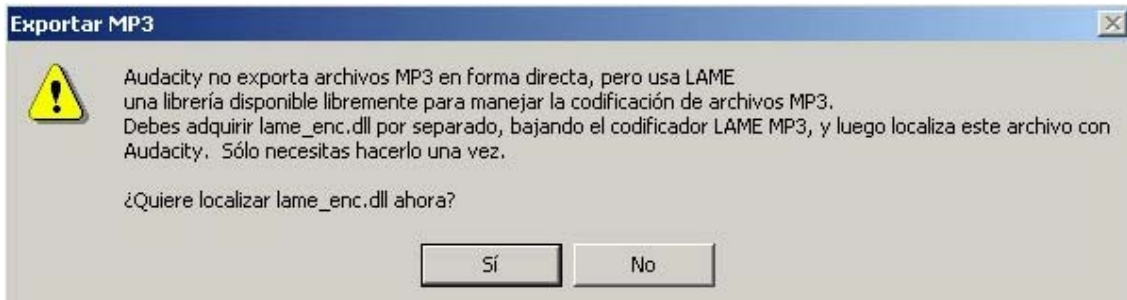 Exportar MP3
Audacity no exporta archivos MP3 en forma directa, pero usa LAME
una librería disponible libremente para manejar la codificación de archivos MP3.
Debes adquirir lame_enc.dll por separado, bajando el codificador LAME MP3, y luego localiza este archivo con
Audacity. Sólo necesitas hacerlo una vez.
¿Quiere localizar lame_enc.dll ahora?
Sí
No